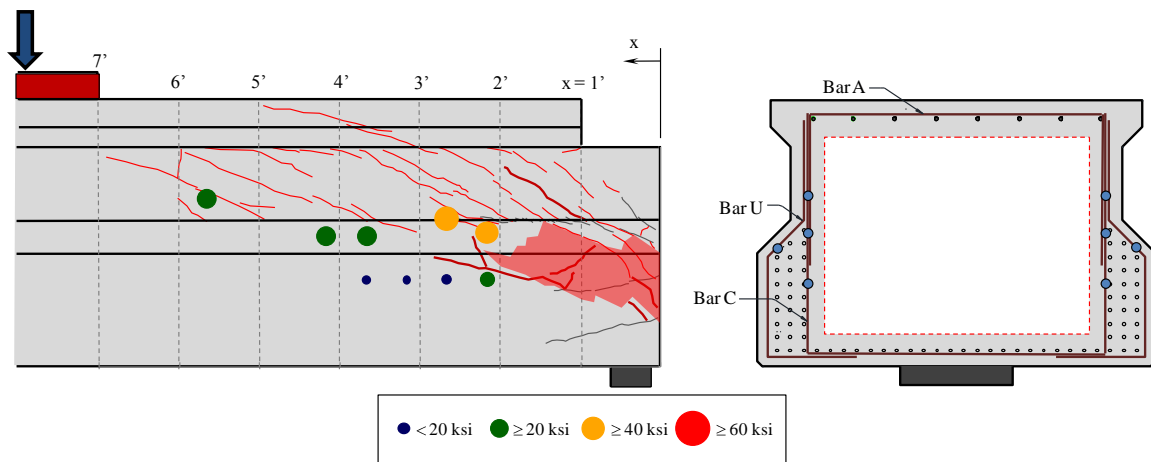 x
7’
6’ 5’ 4’ 3’ 2’ x = 1’
Bar A
Bar U
Bar C
< 20 ksi ≥ 20 ksi ≥ 40 ksi ≥ 60 ksi